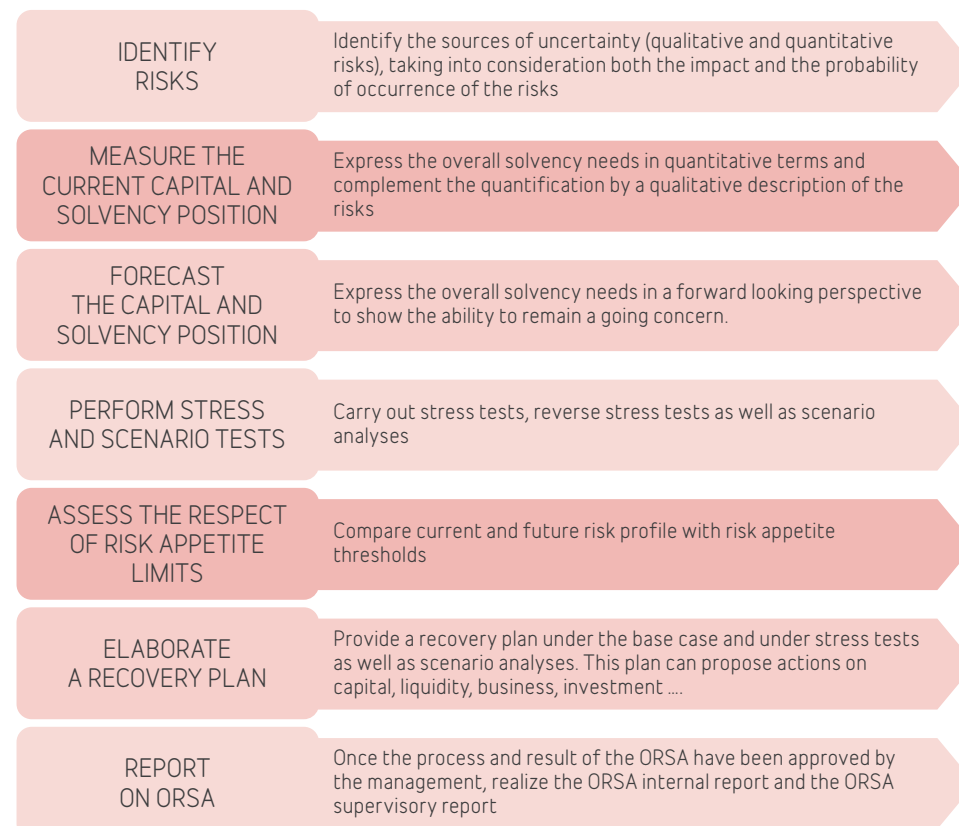 IDENTIFY
RISKS
Identify the sources of uncertainty (qualitative and quantitative
risks), taking into consideration both the impact and the probability
of occurrence of the risks
MEASURE THE
CURRENT CAPITAL AND
SOLVENCY POSITION
Express the overall solvency needs in quantitative terms and
complement the quantification by a qualitative description of the
risks
FORECAST
THE CAPITAL AND
SOLVENCY POSITION
Express the overall solvency needs in a forward looking perspective
to show the ability to remain a going concern.
PERFORM STRESS
AND SCENARIO TESTS
Carry out stress tests, reverse stress tests as well as scenario
analyses
ASSESS THE RESPECT
OF RISK APPETITE
LIMITS
Compare current and future risk profile with risk appetite
thresholds
ELABORATE
A RECOVERY PLAN
Provide a recovery plan under the base case and under stress tests
as well as scenario analyses. This plan can propose actions on
capital, liquidity, business, investment ....
REPORT
ON ORSA
Once the process and result of the ORSA have been approved by
the management, realize the ORSA internal report and the ORSA
supervisory report